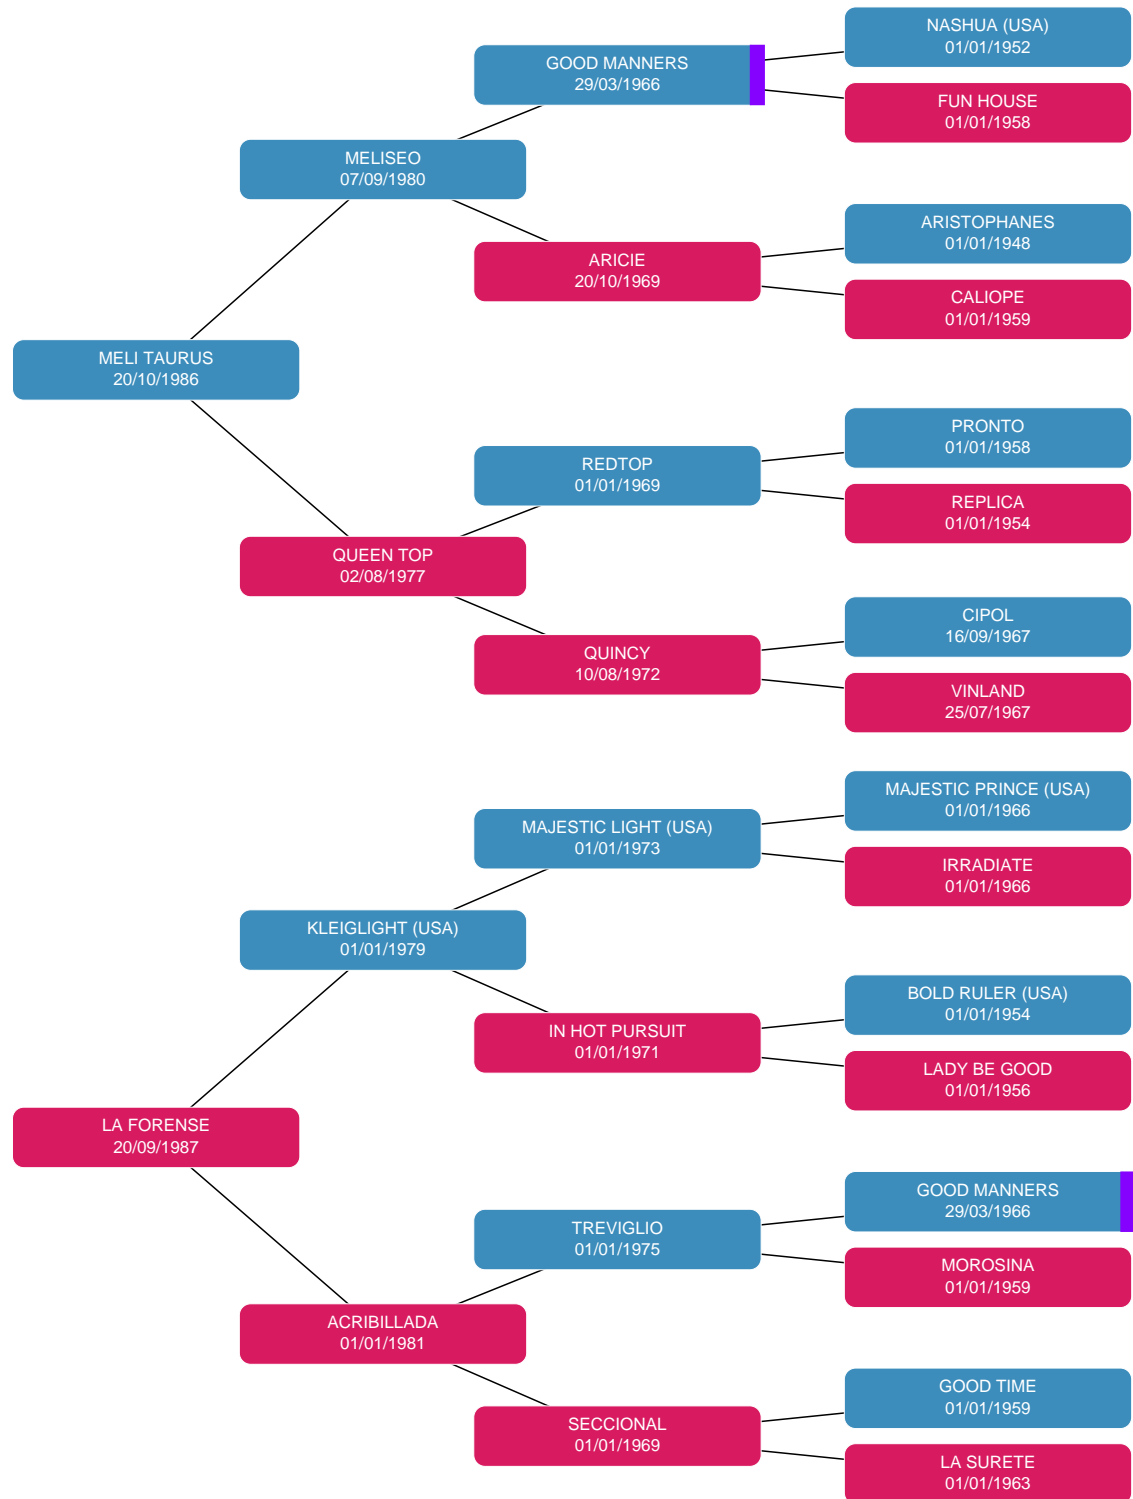 NASHUA (USA)
01/01/1952
GOOD MANNERS
29/03/1966
FUN HOUSE
01/01/1958
MELISEO
07/09/1980
ARISTOPHANES
01/01/1948
ARICIE
20/10/1969
CALIOPE
01/01/1959
MELI TAURUS
20/10/1986
PRONTO
01/01/1958
REDTOP
01/01/1969
REPLICA
01/01/1954
QUEEN TOP
02/08/1977
CIPOL
16/09/1967
QUINCY
10/08/1972
VINLAND
25/07/1967
MAJESTIC PRINCE (USA)
01/01/1966
MAJESTIC LIGHT (USA)
01/01/1973
IRRADIATE
01/01/1966
KLEIGLIGHT (USA)
01/01/1979
BOLD RULER (USA)
01/01/1954
IN HOT PURSUIT
01/01/1971
LADY BE GOOD
01/01/1956
LA FORENSE
20/09/1987
GOOD MANNERS
29/03/1966
TREVIGLIO
01/01/1975
MOROSINA
01/01/1959
ACRIBILLADA
01/01/1981
GOOD TIME
01/01/1959
SECCIONAL
01/01/1969
LA SURETE
01/01/1963